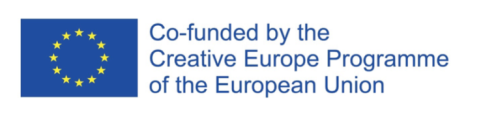 Co-funded by the
Creative Europe Programme
of the European Union